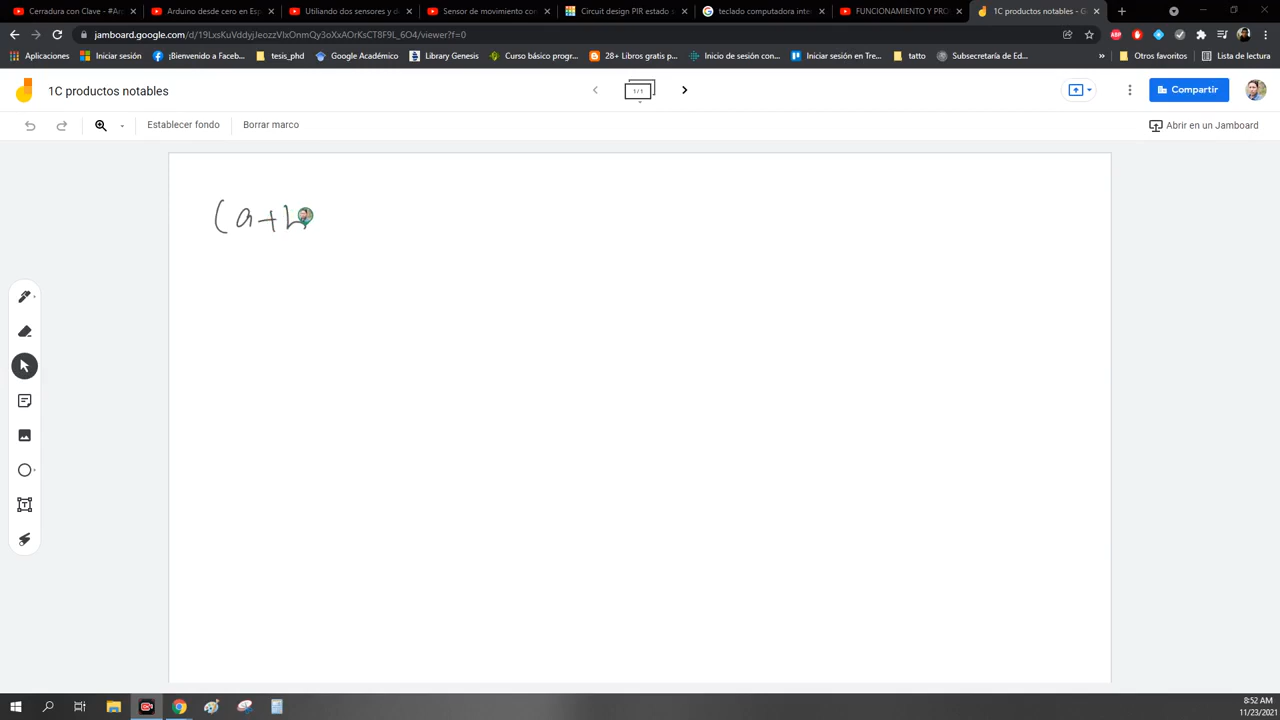 Cerradura con Clave - #Ar
Arduino desde cero en Esp
Utiliando dos sensores y d
Sensor de movimiento con
Circuit design PIR estado s
teclado computadora inter
FUNCIONAMIENTO Y PRO
1C productos notables - Go
jamboard.google.com/d/19LxsKuVddyjJeozzVlxOnmQy3oXxAOrKsCT8F9L_6O4/viewer?f=0
Aplicaciones
Iniciar sesión
¡Bienvenido a Faceb...
tesis_phd
Google Académico
Library Genesis
Curso básico progr...
28+ Libros gratis p...
Inicio de sesión
Iniciar sesión en Tre...
tatto
Subsecretaría de Ed...
»
Otros favoritos
Lista de lectura
1C productos notables
1/1
Compartir
Establecer fondo
Borrar marco
Abrir en un Jamboard
(a+
8:52 AM
11/23/2021